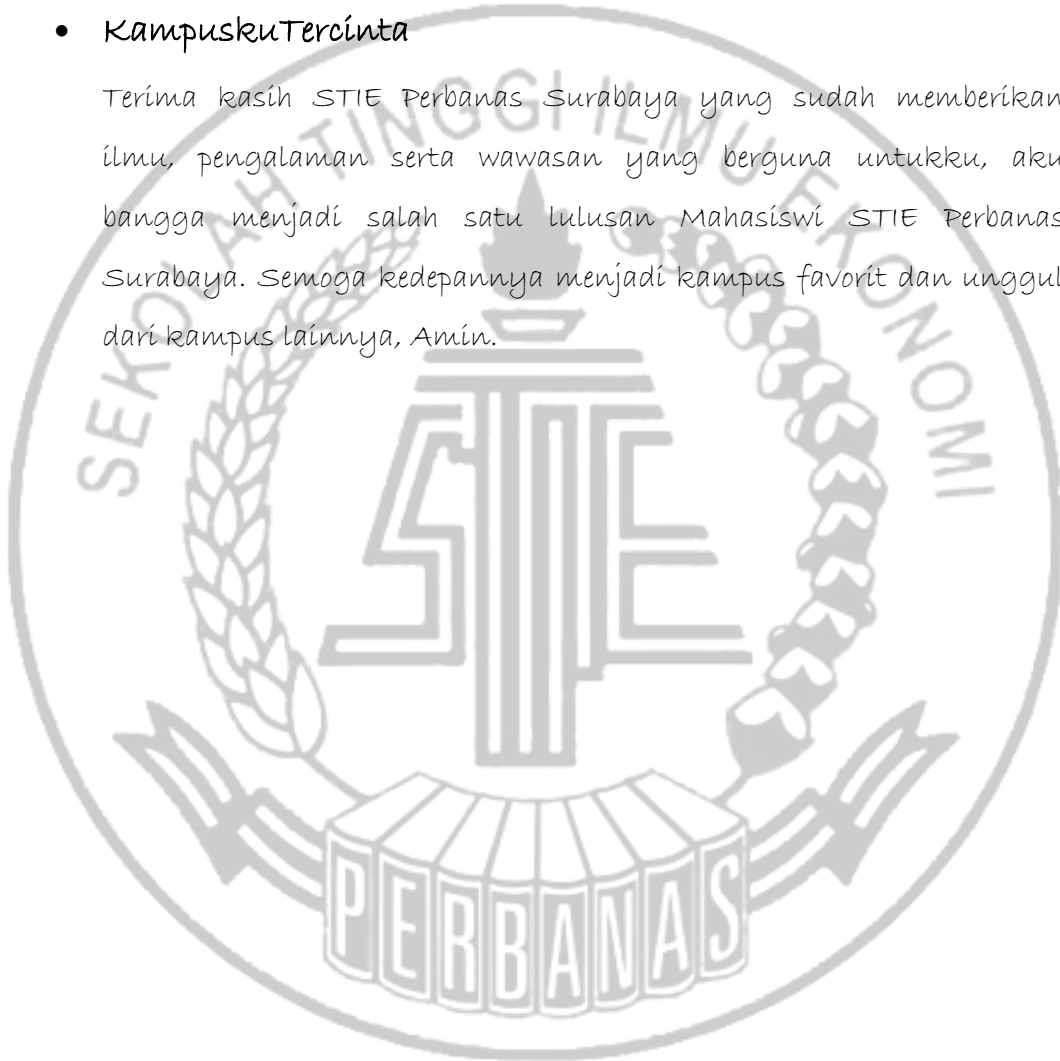 • KampuskuTercinta
Terima kasih STIE Perbanas Surabaya yang sudah memberikan
ilmu, pengalaman serta wawasan yang berguna untukku, aku
bangga menjadi salah satu lulusan Mahasiswi STIE Perbanas
Surabaya. Semoga kedepannya menjadi kampus favorit dan unggul
dari kampus lainnya, Amin.
SEKOLAH TINGGI ILMU EKONOMI
STIE
PERBANAS